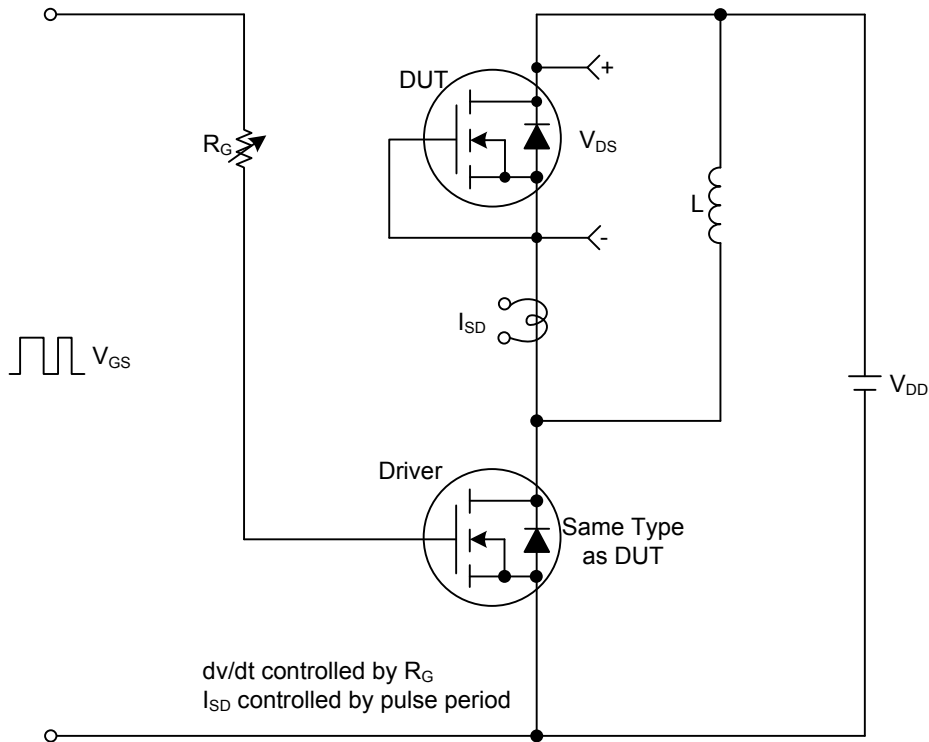 DUT
+
R_G
V_DS
L
-
I_SD
V_GS
V_DD
Driver
Same Type
as DUT
dv/dt controlled by R_G
I_SD controlled by pulse period